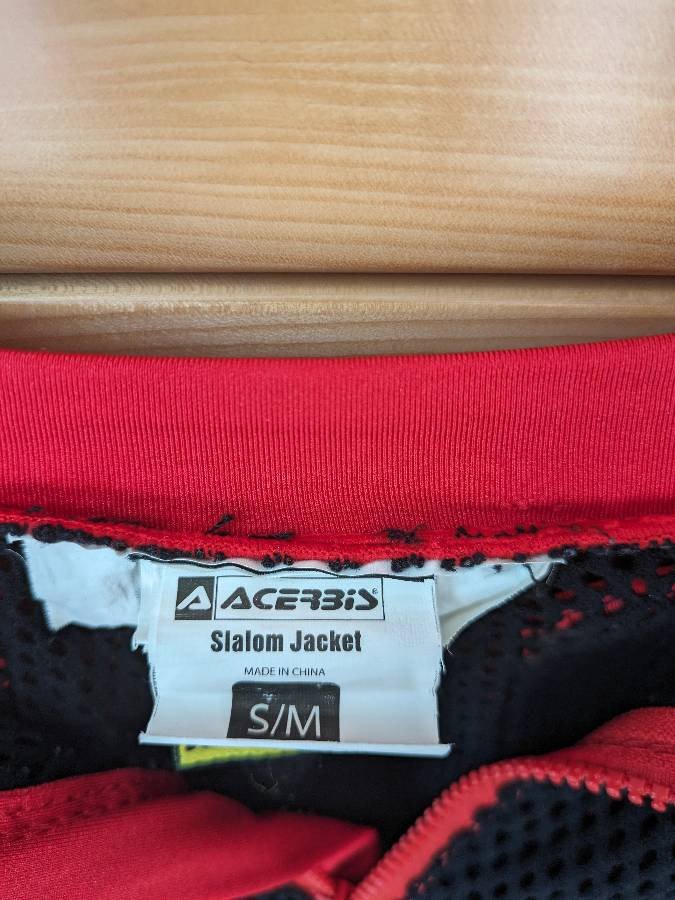 ACERBIS®
Slalom Jacket
MADE IN CHINA
S/M